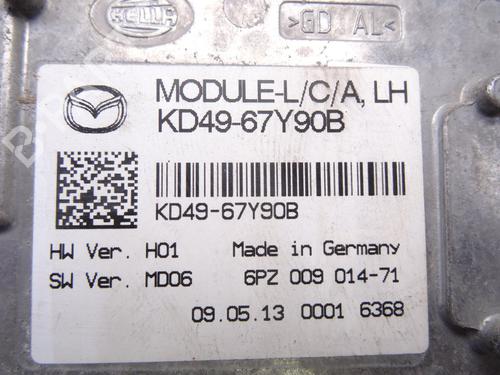 HELLA
>GD AL<
MODULE-L/C/A, LH
KD49-67Y90B
KD49-67Y90B
HW Ver. H01 Made in Germany
SW Ver. MD06 6PZ 009 014-71
09.05.13 0001 6368